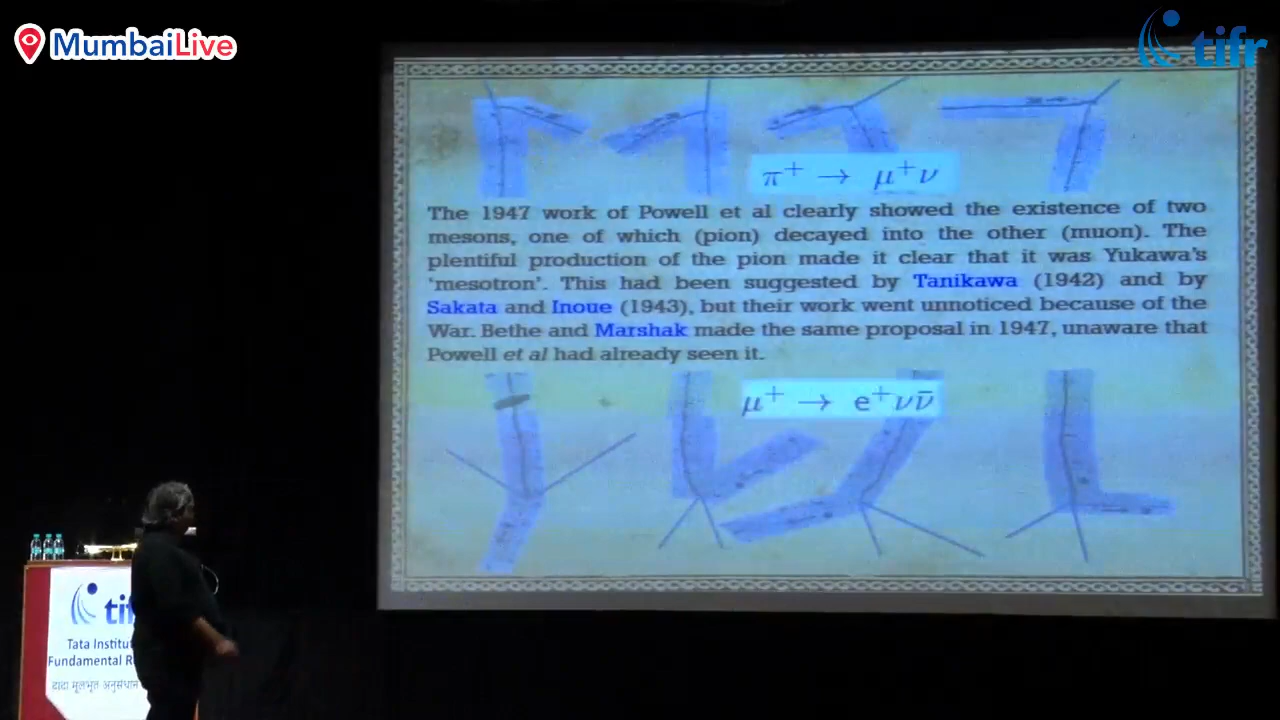 MumbaiLive
tifr
π⁺ → μ⁺ν
The 1947 work of Powell et al clearly showed the existence of two
mesons, one of which (pion) decayed into the other (muon). The
plentiful production of the pion made it clear that it was Yukawa's
'mesotron'. This had been suggested by Tanikawa (1942) and by
Sakata and Inoue (1943), but their work went unnoticed because of the
War. Bethe and Marshak made the same proposal in 1947, unaware that
Powell et al had already seen it.
μ⁺ → e⁺νν̄
tifr
Tata Institu
Fundamental R
टाटा मूलभूत अनुसंधान